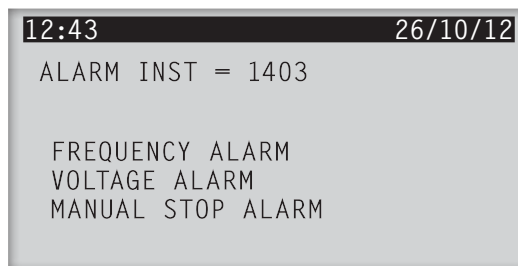 12:43 26/10/12
ALARM INST = 1403
FREQUENCY ALARM
VOLTAGE ALARM
MANUAL STOP ALARM